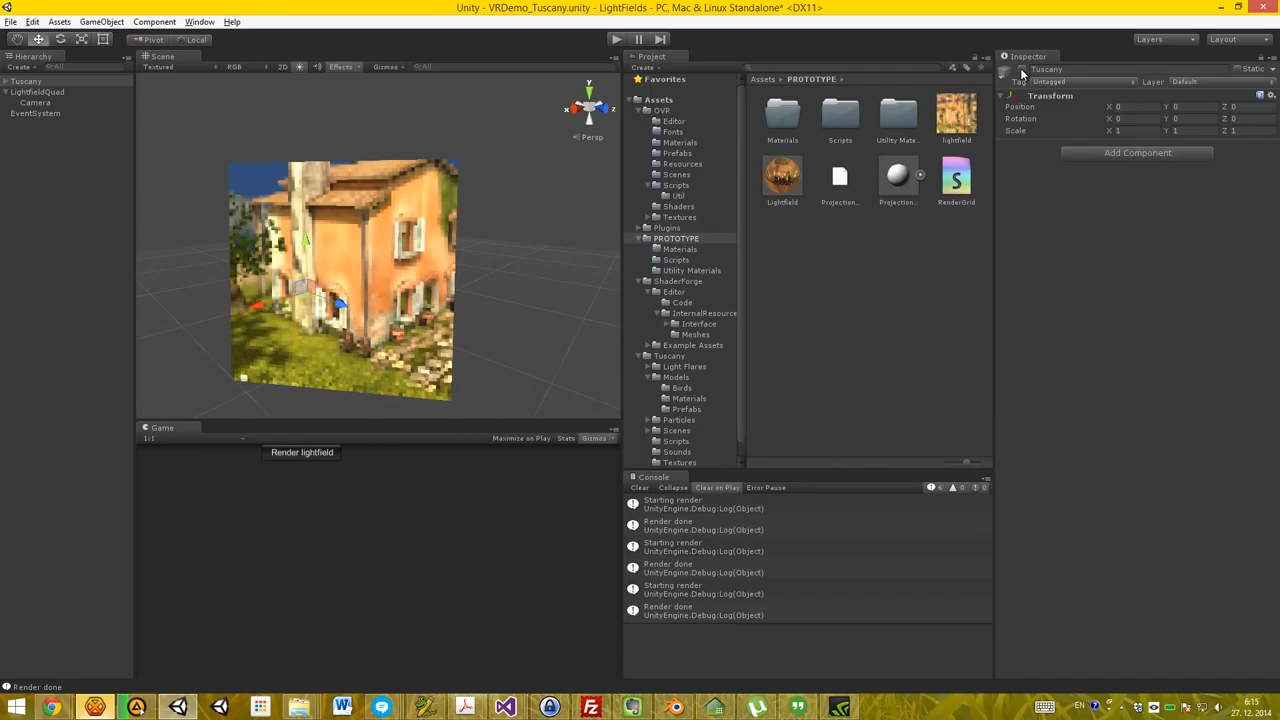 Unity - VRDemo_Tuscany.unity - LightFields - PC, Mac & Linux Standalone* <DX11>
File Edit Assets GameObject Component Window Help
Pivot Local Layers Layout
Hierarchy
Create All
Tuscany
LightfieldQuad
Camera
EventSystem
Scene
Textured RGB 2D Effects Gizmos All
y
x
z
Persp
Game
1:1 Maximize on Play Stats Gizmos
Render lightfield
Project
Create
Favorites
Assets
OVR
Editor
Fonts
Materials
Prefabs
Resources
Scenes
Scripts
Util
Shaders
Textures
Plugins
PROTOTYPE
Materials
Scripts
Utility Materials
ShaderForge
Editor
Code
InternalResource
Interface
Meshes
Example Assets
Tuscany
Light Flares
Models
Birds
Materials
Prefabs
Particles
Scenes
Scripts
Sounds
Textures
Assets PROTOTYPE
Materials Scripts Utility Mate... lightfield
Lightfield Projection... Projection... RenderGrid
Console
Clear Collapse Clear on Play Error Pause 6 0 0
Starting render
UnityEngine.Debug:Log(Object)
Render done
UnityEngine.Debug:Log(Object)
Starting render
UnityEngine.Debug:Log(Object)
Render done
UnityEngine.Debug:Log(Object)
Starting render
UnityEngine.Debug:Log(Object)
Render done
UnityEngine.Debug:Log(Object)
Inspector
Tuscany Static
Tag Untagged Layer Default
Transform
Position X 0 Y 0 Z 0
Rotation X 0 Y 0 Z 0
Scale X 1 Y 1 Z 1
Add Component
Render done
EN
6:15
27. 12. 2014